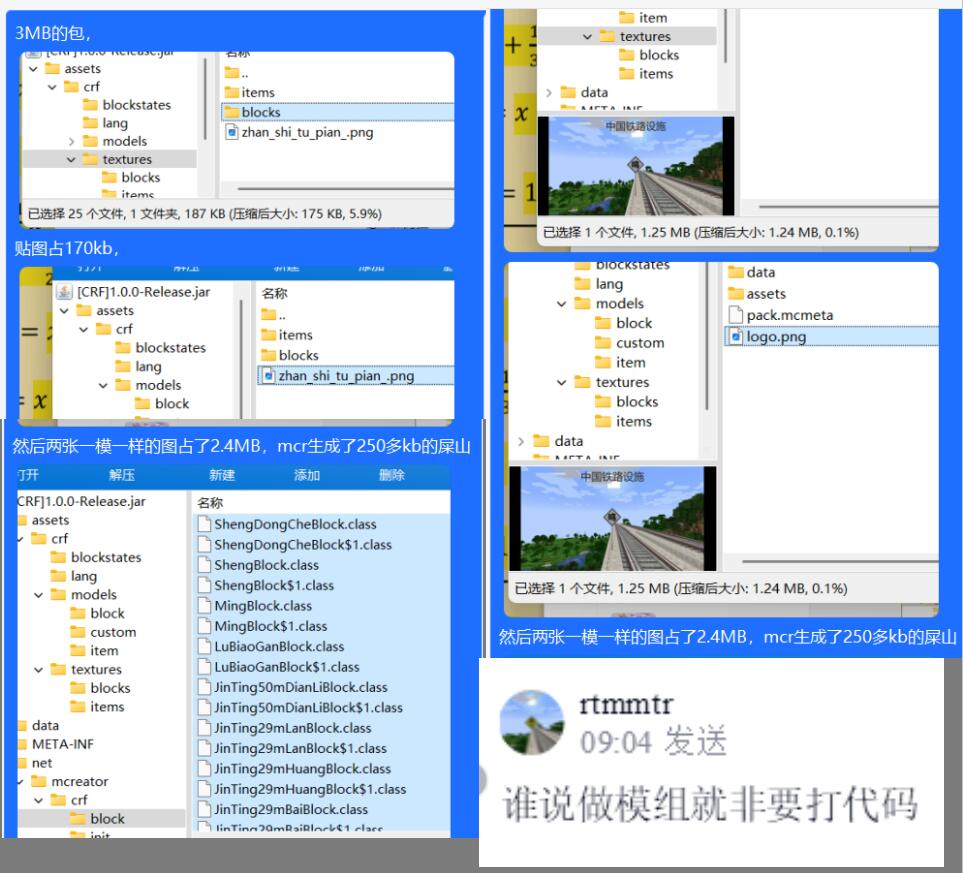 3MB的包，
[CRF]1.0.0-Release.jar
assets
crf
blockstates
lang
models
textures
blocks
items
名称
..
items
blocks
zhan_shi_tu_pian_.png
已选择 25 个文件, 1 文件夹, 187 KB (压缩后大小: 175 KB, 5.9%)
贴图占170kb，
打开 解压 新建 添加
[CRF]1.0.0-Release.jar
assets
crf
blockstates
lang
models
block
名称
..
items
blocks
zhan_shi_tu_pian_.png
然后两张一模一样的图占了2.4MB，mcr生成了250多kb的屎山
打开 解压 新建 添加 删除
CRF]1.0.0-Release.jar
assets
crf
blockstates
lang
models
block
custom
item
textures
blocks
items
data
META-INF
net
mcreator
crf
block
init
名称
ShengDongCheBlock.class
ShengDongCheBlock$1.class
ShengBlock.class
ShengBlock$1.class
MingBlock.class
MingBlock$1.class
LuBiaoGanBlock.class
LuBiaoGanBlock$1.class
JinTing50mDianLiBlock.class
JinTing50mDianLiBlock$1.class
JinTing29mLanBlock.class
JinTing29mLanBlock$1.class
JinTing29mHuangBlock.class
JinTing29mHuangBlock$1.class
JinTing29mBaiBlock.class
JinTing29mBaiBlock$1.class
item
textures
blocks
items
data
META-INF
中国铁路设施
已选择 1 个文件, 1.25 MB (压缩后大小: 1.24 MB, 0.1%)
blockstates
lang
models
block
custom
item
textures
blocks
items
data
META-INF
data
assets
pack.mcmeta
logo.png
中国铁路设施
已选择 1 个文件, 1.25 MB (压缩后大小: 1.24 MB, 0.1%)
然后两张一模一样的图占了2.4MB，mcr生成了250多kb的屎山
rtmmtr
09:04 发送
谁说做模组就非要打代码